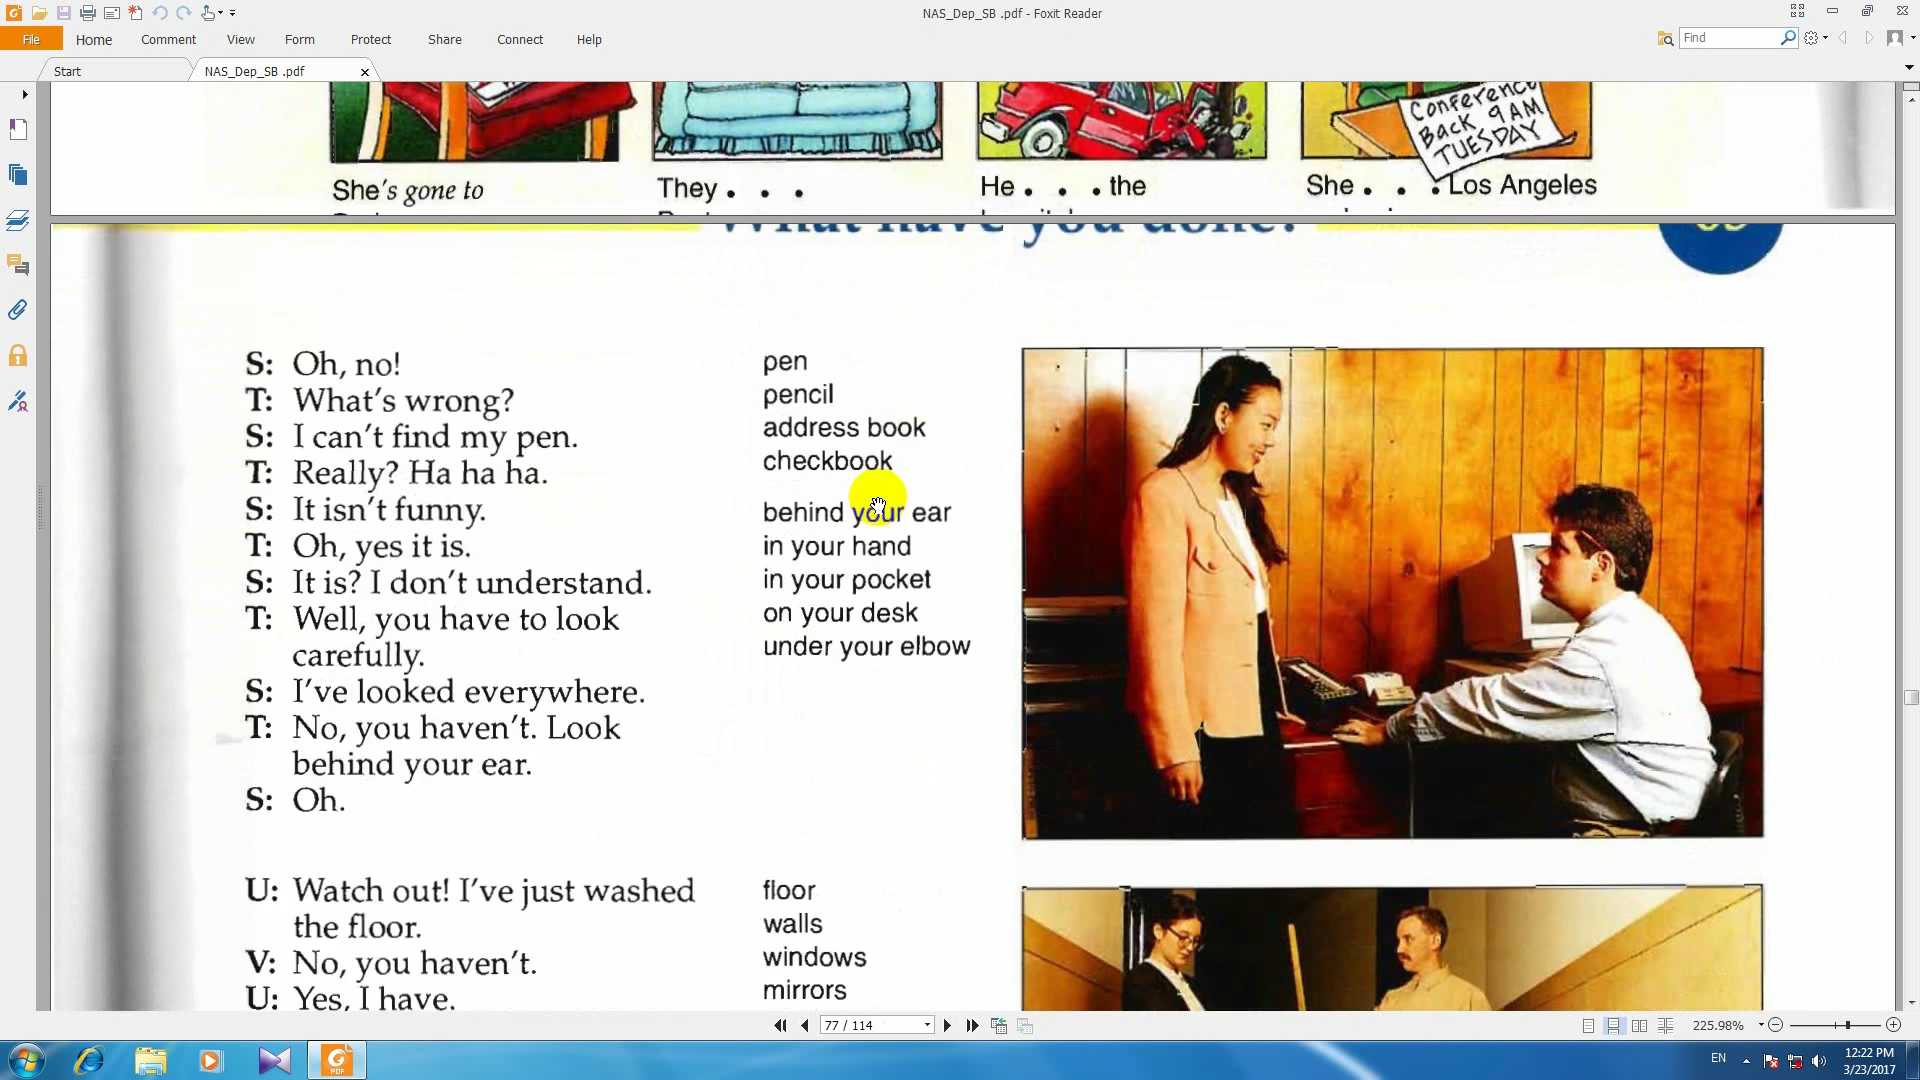 NAS_Dep_SB .pdf - Foxit Reader
File Home Comment View Form Protect Share Connect Help
Find
Start
NAS_Dep_SB .pdf
Conference
Back 9 AM
TUESDAY
She's gone to
They . . .
He . . . the
She . . . Los Angeles
What have you done?
S: Oh, no!
T: What's wrong?
S: I can't find my pen.
T: Really? Ha ha ha.
S: It isn't funny.
T: Oh, yes it is.
S: It is? I don't understand.
T: Well, you have to look
carefully.
S: I've looked everywhere.
T: No, you haven't. Look
behind your ear.
S: Oh.
pen
pencil
address book
checkbook
behind your ear
in your hand
in your pocket
on your desk
under your elbow
U: Watch out! I've just washed
the floor.
V: No, you haven't.
U: Yes, I have.
floor
walls
windows
mirrors
77 / 114
225.98%
EN
12:22 PM
3/23/2017